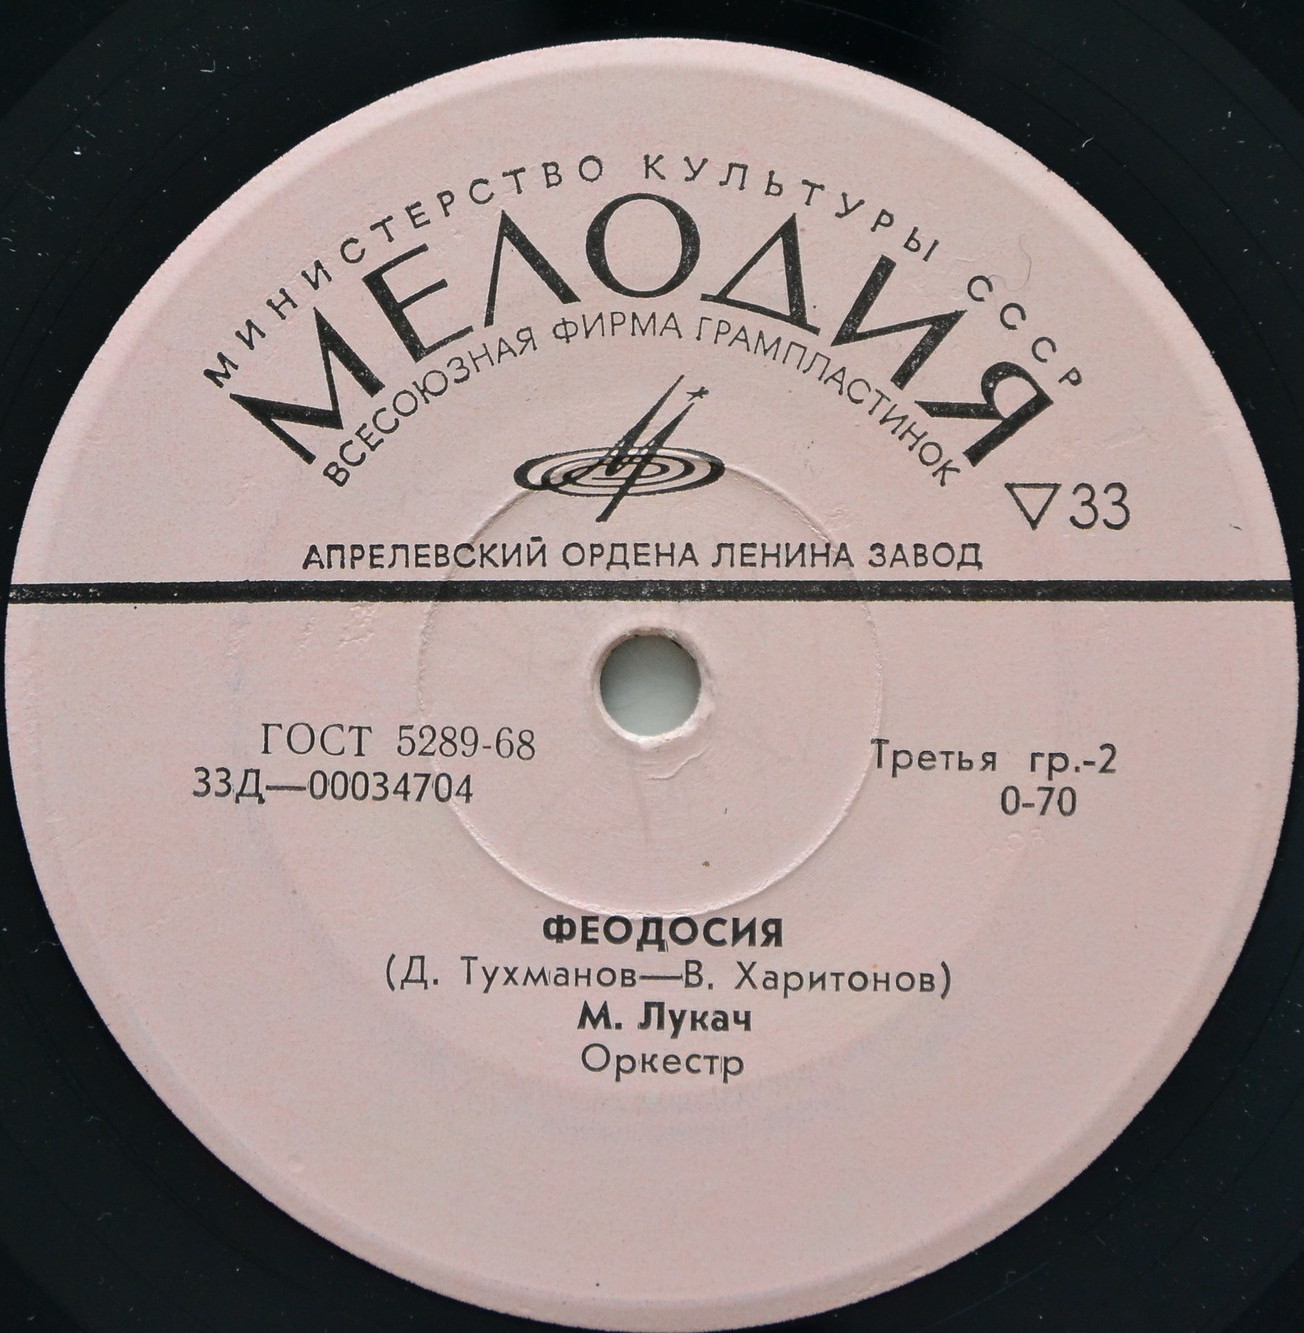 МИНИСТЕРСТВО КУЛЬТУРЫ СССР
МЕЛОДИЯ
ВСЕСОЮЗНАЯ ФИРМА ГРАМПЛАСТИНОК
▽33
АПРЕЛЕВСКИЙ ОРДЕНА ЛЕНИНА ЗАВОД
ГОСТ 5289-68
33Д—00034704
Третья гр.-2
0-70
ФЕОДОСИЯ
(Д. Тухманов—В. Харитонов)
М. Лукач
Оркестр